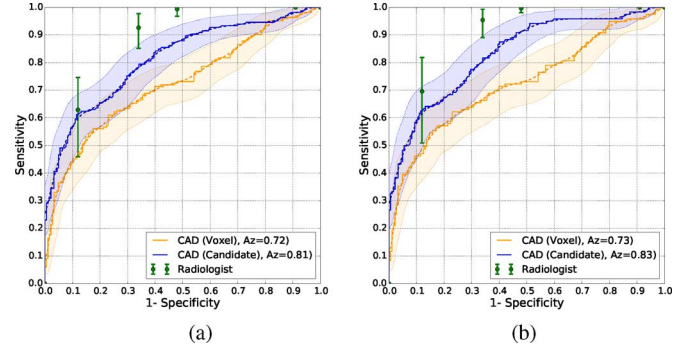 1.0
0.9
0.8
0.7
0.6
0.5
0.4
0.3
0.2
0.1
0.0
Sensitivity
CAD (Voxel), Az=0.72
CAD (Candidate), Az=0.81
Radiologist
0.0 0.1 0.2 0.3 0.4 0.5 0.6 0.7 0.8 0.9 1.0
1- Specificity
(a)
1.0
0.9
0.8
0.7
0.6
0.5
0.4
0.3
0.2
0.1
0.0
Sensitivity
CAD (Voxel), Az=0.73
CAD (Candidate), Az=0.83
Radiologist
0.0 0.1 0.2 0.3 0.4 0.5 0.6 0.7 0.8 0.9 1.0
1- Specificity
(b)